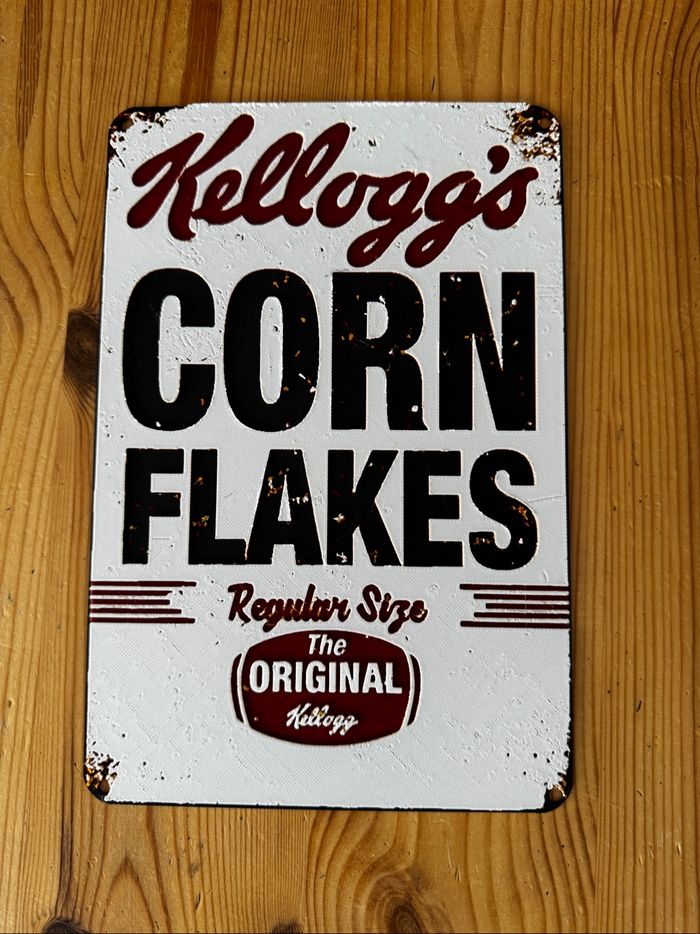 Kellogg's
CORN
FLAKES
Regular Size
The
ORIGINAL
Kellogg